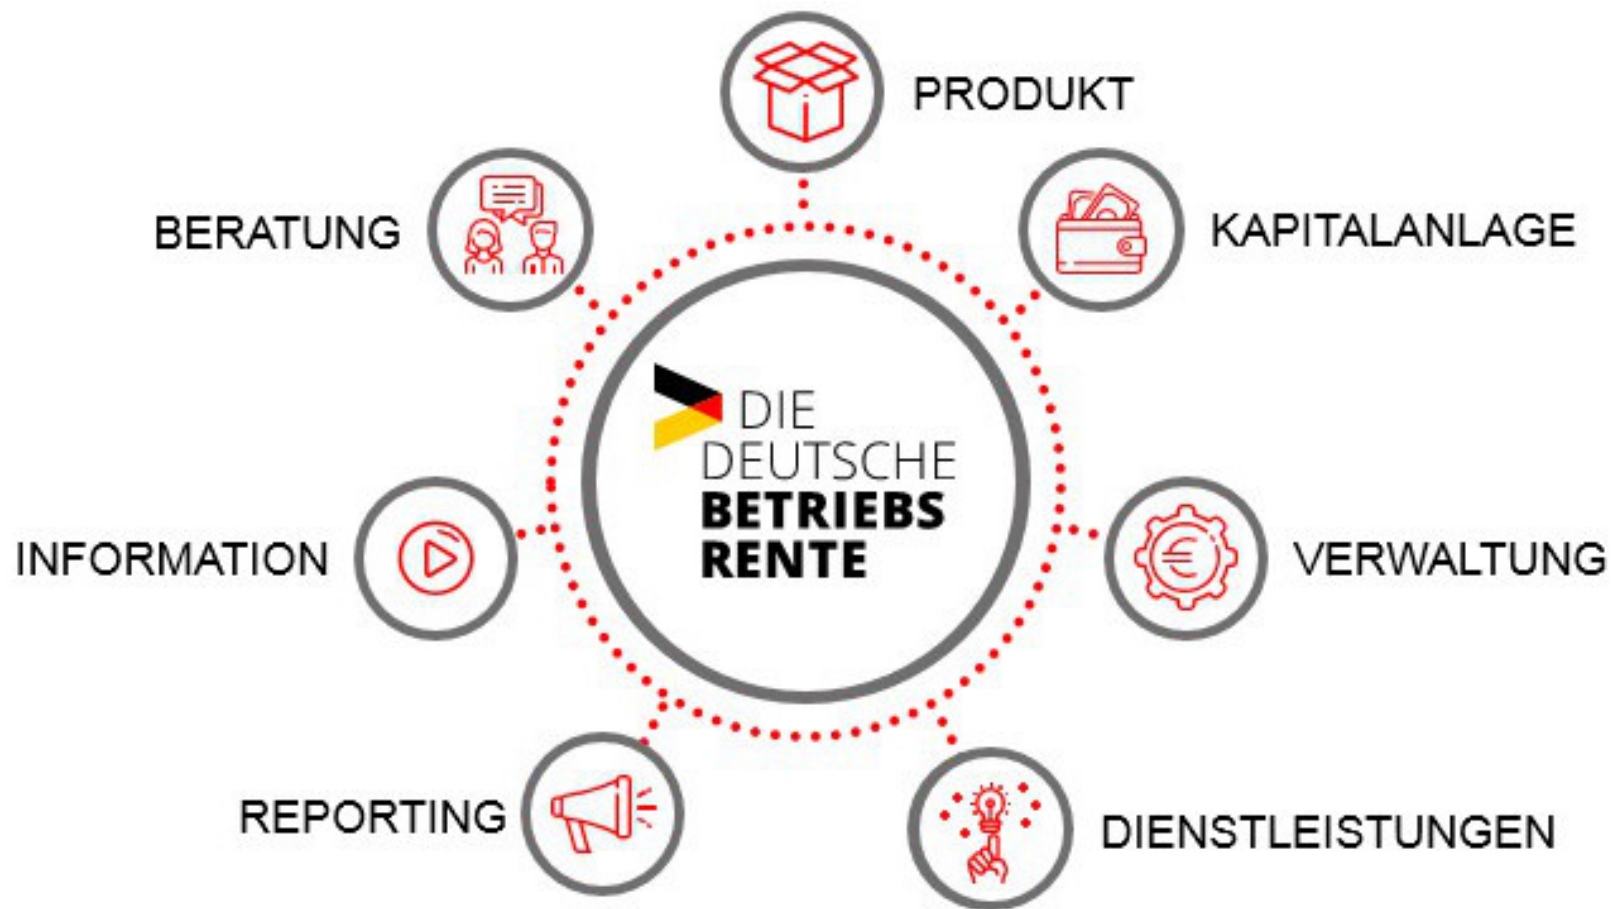 PRODUKT
KAPITALANLAGE
BERATUNG
DIE
DEUTSCHE
BETRIEBS
RENTE
INFORMATION
VERWALTUNG
REPORTING
DIENSTLEISTUNGEN